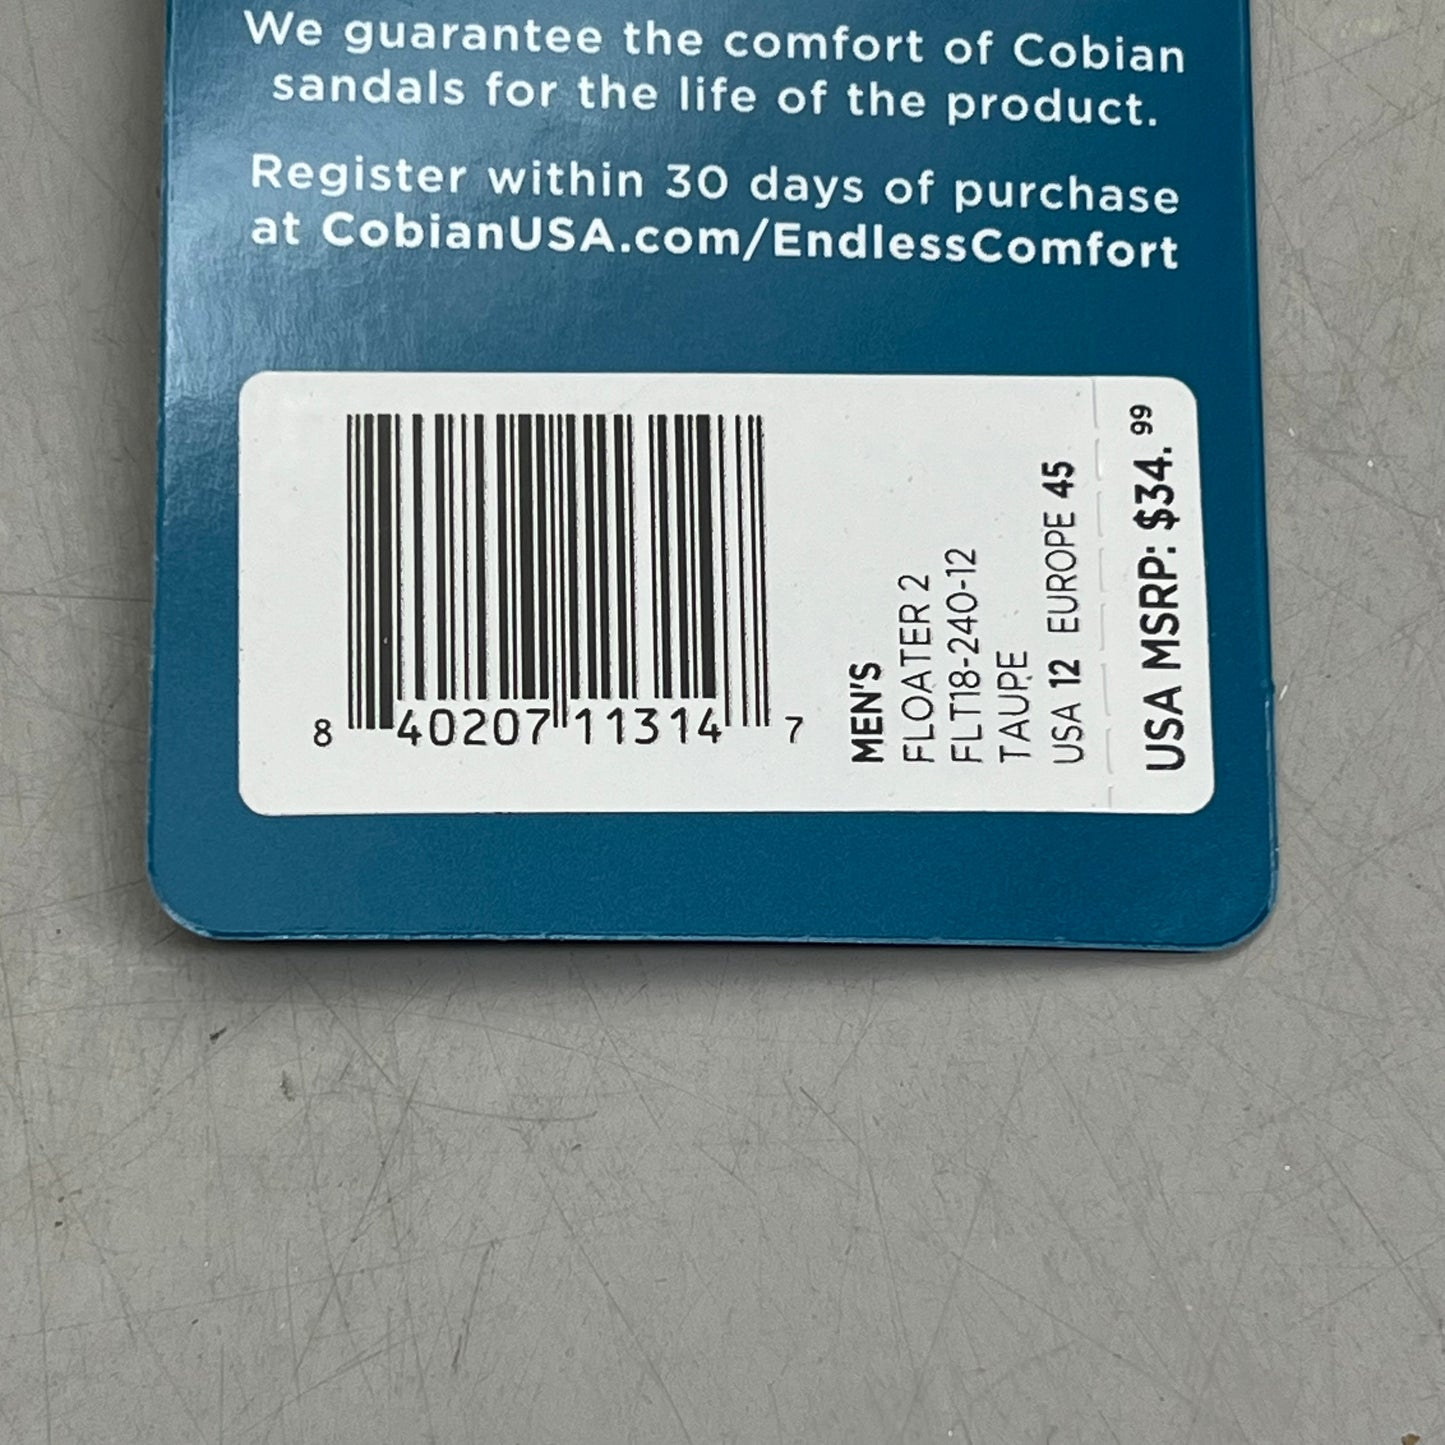 We guarantee the comfort of Cobian
sandals for the life of the product.
Register within 30 days of purchase
at CobianUSA.com/EndlessComfort
8 40207 11314 7
MEN'S
FLOATER 2
FLT18-240-12
TAUPE
USA 12 EUROPE 45
USA MSRP: $34.99